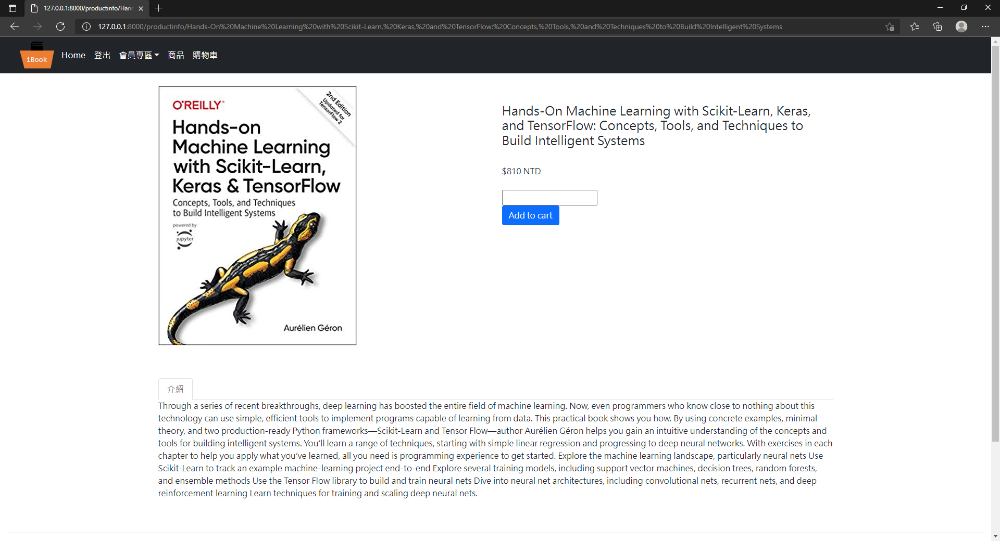 127.0.0.1:8000/productinfo/Han
127.0.0.1:8000/productinfo/Hands-On%20Machine%20Learning%20with%20Scikit-Learn,%20Keras,%20and%20TensorFlow:%20Concepts,%20Tools,%20and%20Techniques%20to%20Build%20Intelligent%20Systems
iBook
Home 登出 會員專區 商品 購物車
O'REILLY®
2nd Edition
Updated for
TensorFlow 2
Hands-on
Machine Learning
with Scikit-Learn,
Keras & TensorFlow
Concepts, Tools, and Techniques
to Build Intelligent Systems
powered by
jupyter
Aurélien Géron
Hands-On Machine Learning with Scikit-Learn, Keras,
and TensorFlow: Concepts, Tools, and Techniques to
Build Intelligent Systems
$810 NTD
Add to cart
介紹
Through a series of recent breakthroughs, deep learning has boosted the entire field of machine learning. Now, even programmers who know close to nothing about this
technology can use simple, efficient tools to implement programs capable of learning from data. This practical book shows you how. By using concrete examples, minimal
theory, and two production-ready Python frameworks—Scikit-Learn and Tensor Flow—author Aurélien Géron helps you gain an intuitive understanding of the concepts and
tools for building intelligent systems. You’ll learn a range of techniques, starting with simple linear regression and progressing to deep neural networks. With exercises in each
chapter to help you apply what you’ve learned, all you need is programming experience to get started. Explore the machine learning landscape, particularly neural nets Use
Scikit-Learn to track an example machine-learning project end-to-end Explore several training models, including support vector machines, decision trees, random forests,
and ensemble methods Use the Tensor Flow library to build and train neural nets Dive into neural net architectures, including convolutional nets, recurrent nets, and deep
reinforcement learning Learn techniques for training and scaling deep neural nets.